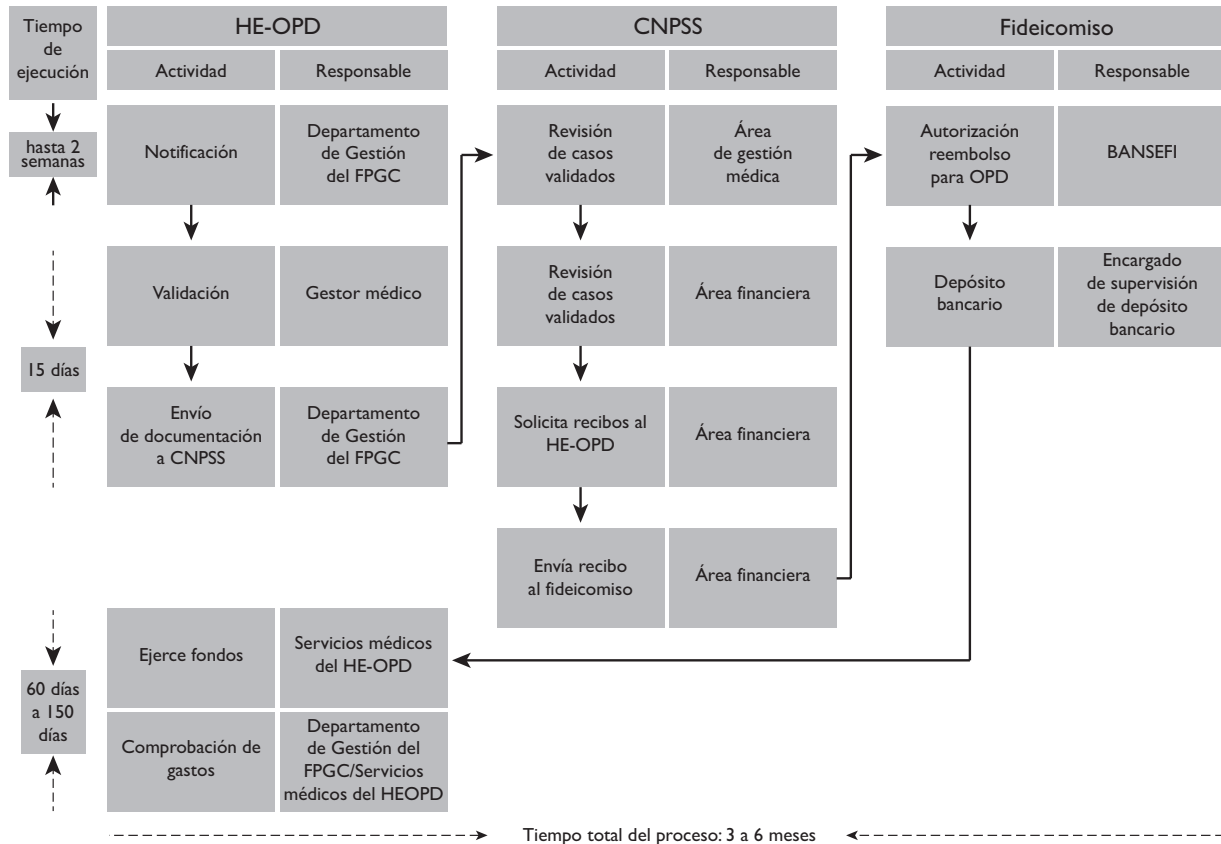 Tiempo
de
ejecución
HE-OPD
CNPSS
Fideicomiso
Actividad
Responsable
Actividad
Responsable
Actividad
Responsable
hasta 2
semanas
Notificación
Departamento
de Gestión
del FPGC
Revisión
de casos
validados
Área
de gestión
médica
Autorización
reembolso
para OPD
BANSEFI
Validación
Gestor médico
Revisión
de casos
validados
Área financiera
Depósito
bancario
Encargado
de supervisión
de depósito
bancario
15 días
Envío
de documentación
a CNPSS
Departamento
de Gestión
del FPGC
Solicita recibos al
HE-OPD
Área financiera
Envía recibo
al fideicomiso
Área financiera
60 días
a 150
días
Ejerce fondos
Servicios médicos
del HE-OPD
Comprobación de
gastos
Departamento
de Gestión del
FPGC/Servicios
médicos del HEOPD
Tiempo total del proceso: 3 a 6 meses